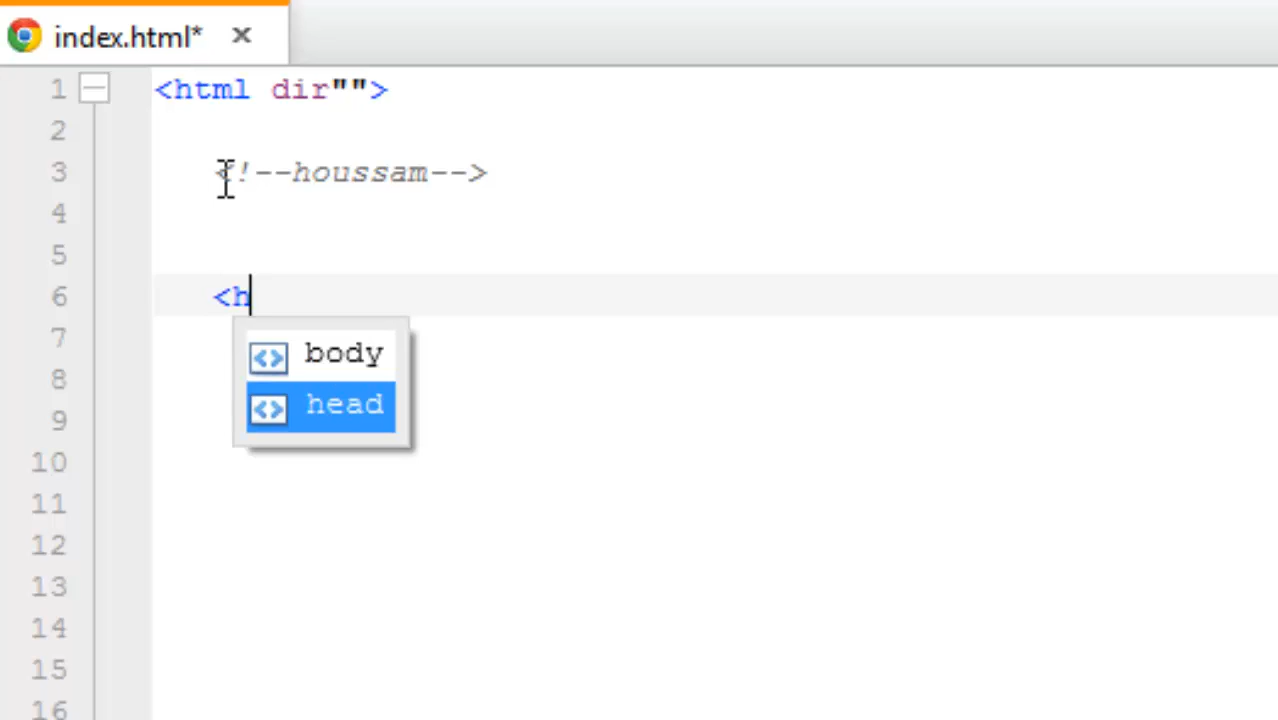 index.html*
1 <html dir"">
2
3 <!--houssam-->
4
5
6 <h
7 body
8 head
9
10
11
12
13
14
15
16